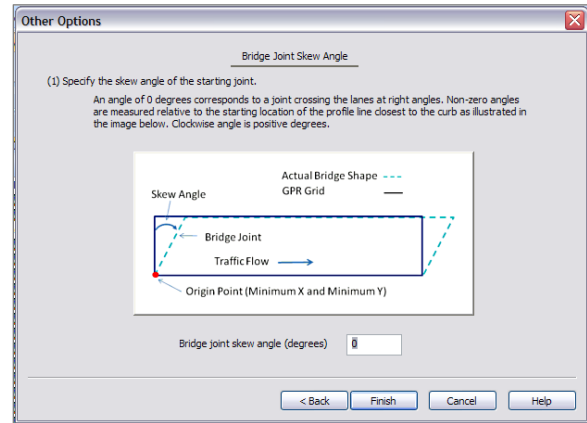 Other Options
Bridge Joint Skew Angle
(1) Specify the skew angle of the starting joint.
An angle of 0 degrees corresponds to a joint crossing the lanes at right angles. Non-zero angles
are measured relative to the starting location of the profile line closest to the curb as illustrated in
the image below. Clockwise angle is positive degrees.
Actual Bridge Shape
GPR Grid
Skew Angle
Bridge Joint
Traffic Flow
Origin Point (Minimum X and Minimum Y)
Bridge joint skew angle (degrees) 0
< Back Finish Cancel Help